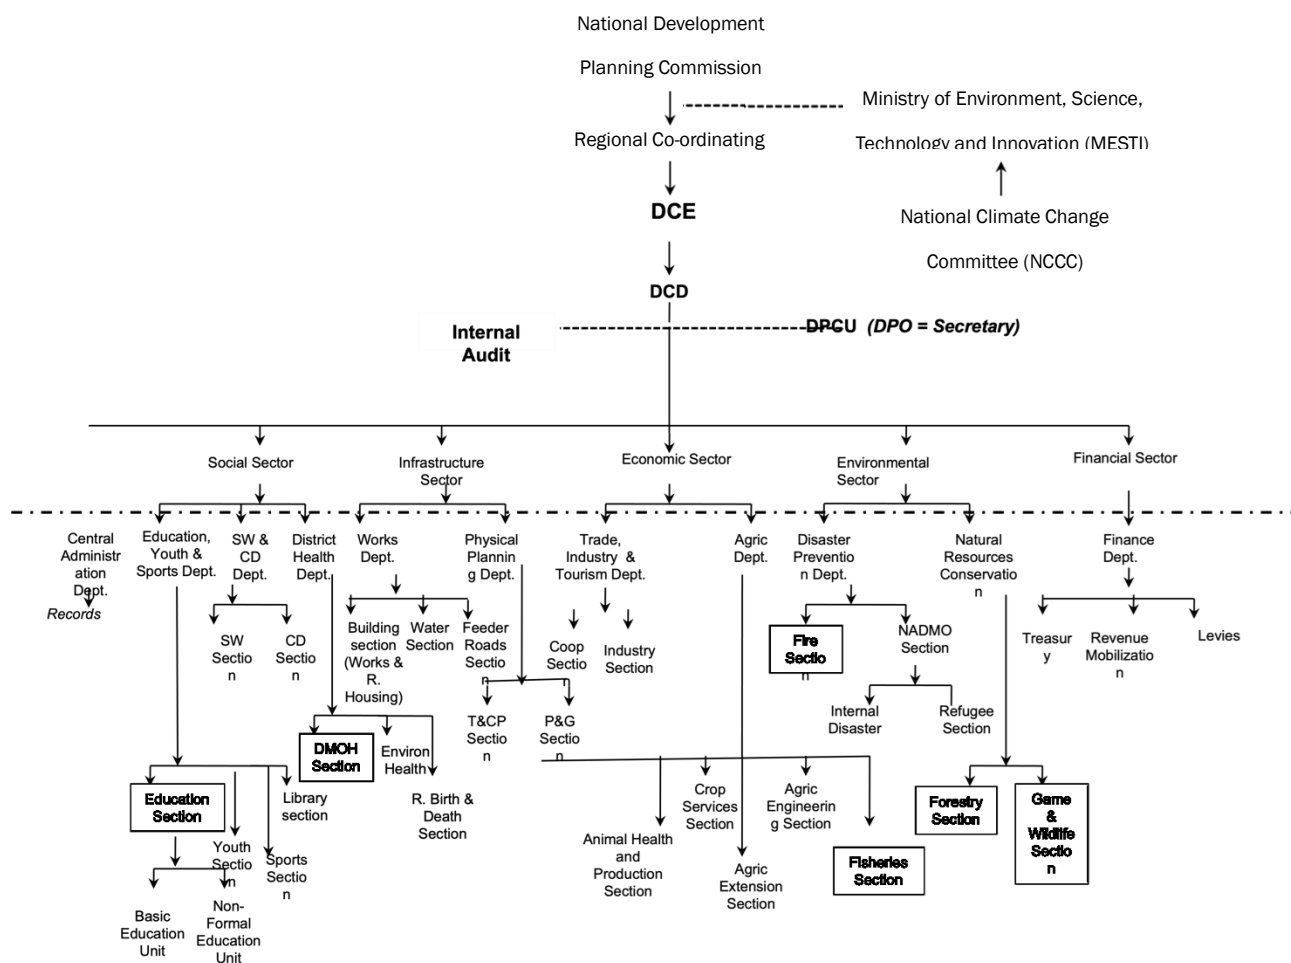 National Development
Planning Commission
Ministry of Environment, Science,
Technology and Innovation (MESTI)
Regional Co-ordinating
DCE
National Climate Change
Committee (NCCC)
DCD
Internal
Audit
DPCU (DPO = Secretary)
Social Sector
Infrastructure
Sector
Economic Sector
Environmental
Sector
Financial Sector
Central
Administr
ation
Dept.
Records
Education,
Youth &
Sports Dept.
SW &
CD
Dept.
District
Health
Dept.
Works
Dept.
Physical
Plannin
g Dept.
Trade,
Industry &
Tourism Dept.
Agric
Dept.
Disaster
Preventio
n Dept.
Natural
Resources
Conservatio
n
Finance
Dept.
SW
Sectio
n
CD
Sectio
n
Building
section
(Works &
R.
Housing)
Water
Section
Feeder
Roads
Sectio
n
Coop
Sectio
n
Industry
Section
Fire
Sectio
n
NADMO
Section
Treasur
y
Revenue
Mobilizatio
n
Levies
Internal
Disaster
Refugee
Section
T&CP
Sectio
n
P&G
Sectio
n
DMOH
Section
Environ
Health
R. Birth &
Death
Section
Education
Section
Library
section
Youth
Sectio
n
Sports
Sectio
n
Crop
Services
Section
Agric
Engineerin
g Section
Animal Health
and
Production
Section
Agric
Extension
Section
Fisheries
Section
Forestry
Section
Game
&
Wildlife
Sectio
n
Basic
Education
Unit
Non-
Formal
Education
Unit